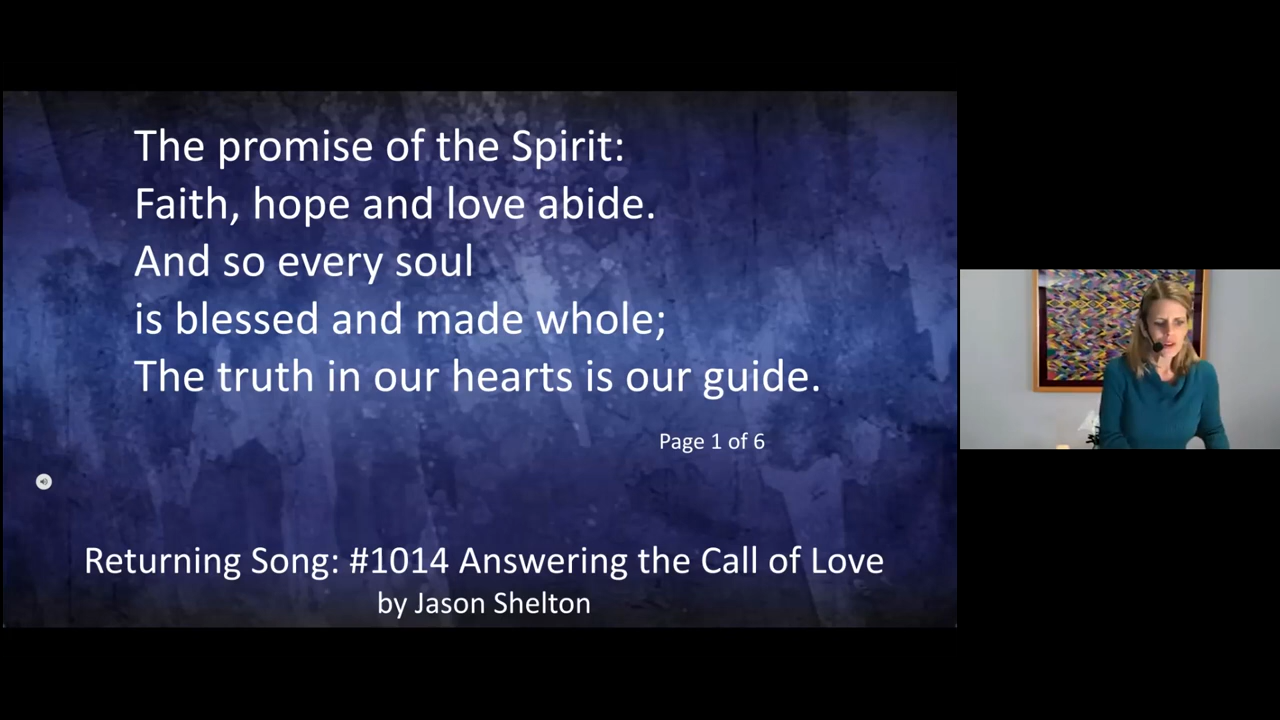 The promise of the Spirit:
Faith, hope and love abide.
And so every soul
is blessed and made whole;
The truth in our hearts is our guide.
Page 1 of 6
Returning Song: #1014 Answering the Call of Love
by Jason Shelton